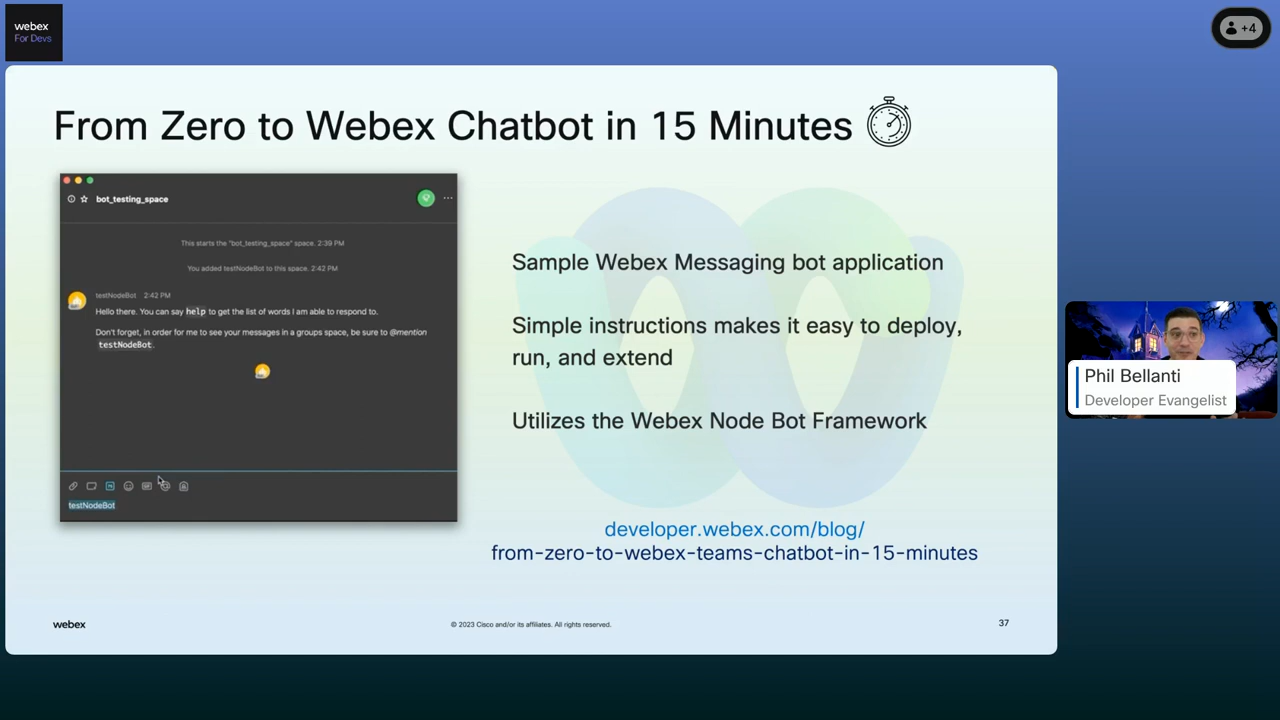 webex
For Devs
+4
From Zero to Webex Chatbot in 15 Minutes
bot_testing_space
This starts the "bot_testing_space" space. 2:39 PM
You added testNodeBot to this space. 2:42 PM
testNodeBot 2:42 PM
Hello there. You can say help to get the list of words I am able to respond to.
Don't forget, in order for me to see your messages in a groups space, be sure to @mention
testNodeBot.
testNodeBot
Sample Webex Messaging bot application
Simple instructions makes it easy to deploy,
run, and extend
Utilizes the Webex Node Bot Framework
developer.webex.com/blog/
from-zero-to-webex-teams-chatbot-in-15-minutes
Phil Bellanti
Developer Evangelist
webex
© 2023 Cisco and/or its affiliates. All rights reserved.
37